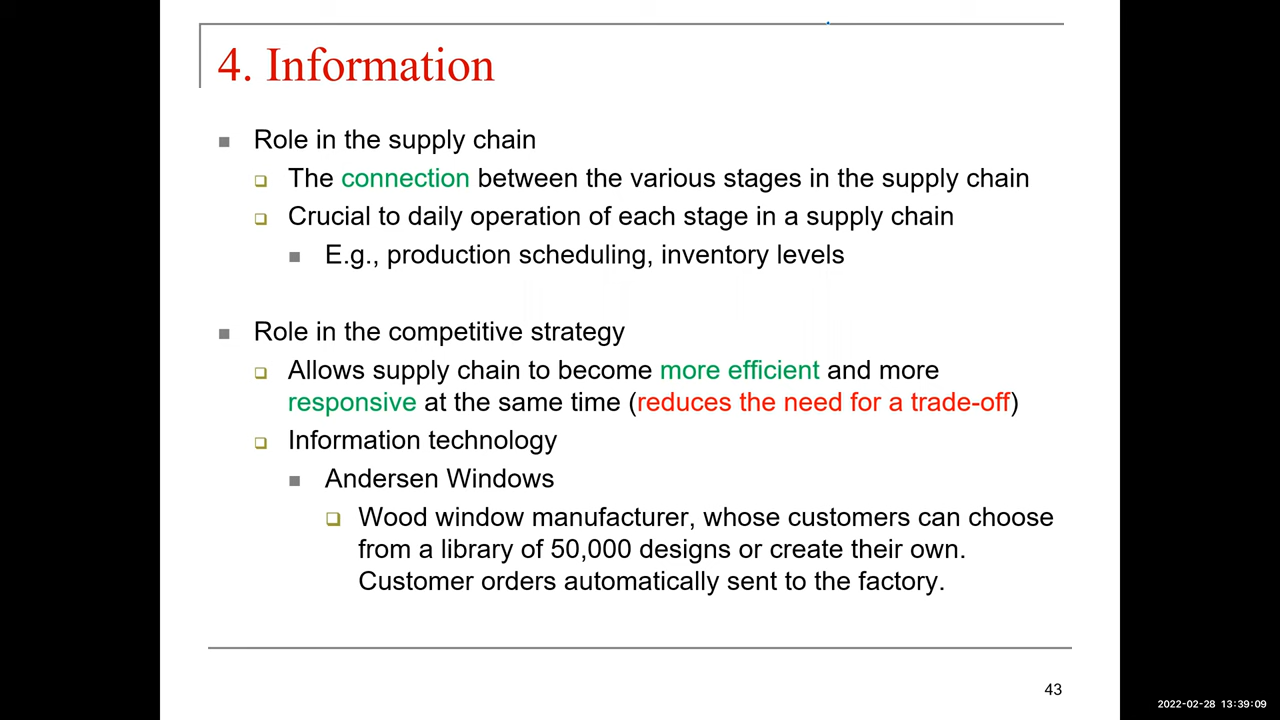 4. Information
Role in the supply chain
The connection between the various stages in the supply chain
Crucial to daily operation of each stage in a supply chain
E.g., production scheduling, inventory levels
Role in the competitive strategy
Allows supply chain to become more efficient and more
responsive at the same time (reduces the need for a trade-off)
Information technology
Andersen Windows
Wood window manufacturer, whose customers can choose
from a library of 50,000 designs or create their own.
Customer orders automatically sent to the factory.
43
2022-02-28 13:39:09